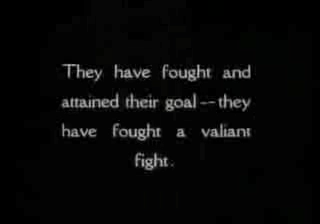 They have fought and
attained their goal -- they
have fought a valiant
fight.